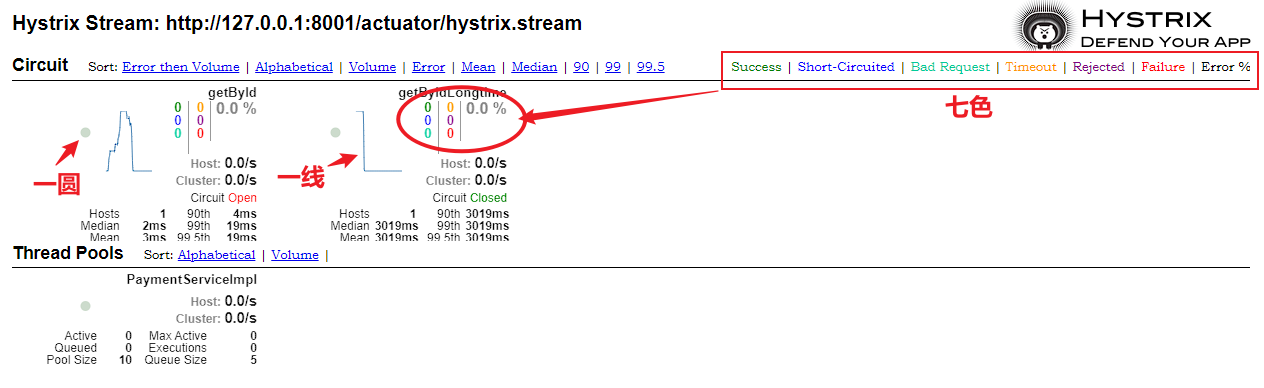 Hystrix Stream: http://127.0.0.1:8001/actuator/hystrix.stream
HYSTRIX
DEFEND YOUR APP
Circuit Sort: Error then Volume | Alphabetical | Volume | Error | Mean | Median | 90 | 99 | 99.5
Success | Short-Circuited | Bad Request | Timeout | Rejected | Failure | Error %
七色
getById
0 0 0.0 %
0 0
0 0
一圆
Host: 0.0/s
Cluster: 0.0/s
Circuit Open
Hosts 1 90th 4ms
Median 2ms 99th 19ms
Mean 3ms 99.5th 19ms
getByIdLongtime
0 0 0.0 %
0 0
0 0
一线
Host: 0.0/s
Cluster: 0.0/s
Circuit Closed
Hosts 1 90th 3019ms
Median 3019ms 99th 3019ms
Mean 3019ms 99.5th 3019ms
Thread Pools Sort: Alphabetical | Volume |
PaymentServiceImpl
Host: 0.0/s
Cluster: 0.0/s
Active 0 Max Active 0
Queued 0 Executions 0
Pool Size 10 Queue Size 5